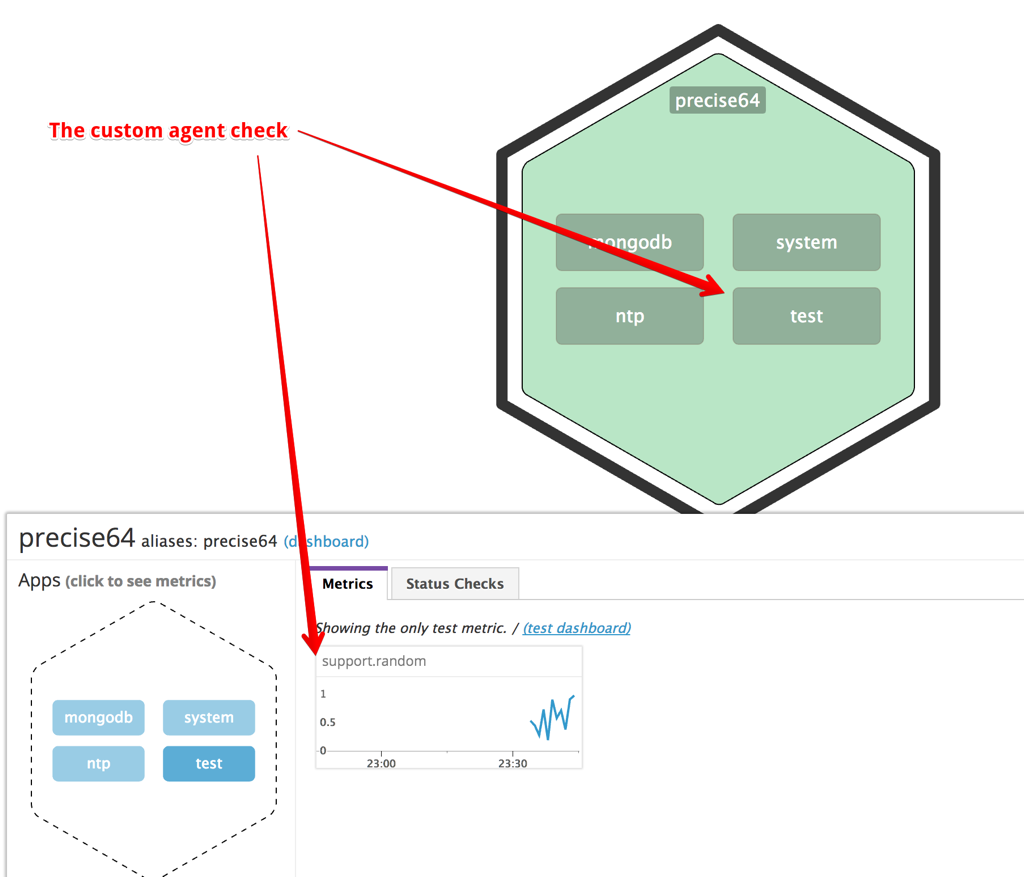 precise64
The custom agent check
mongodb
system
ntp
test
precise64 aliases: precise64 (dashboard)
Apps (click to see metrics)
Metrics
Status Checks
Showing the only test metric. / (test dashboard)
support.random
1
0.5
0
23:00
23:30
mongodb
system
ntp
test